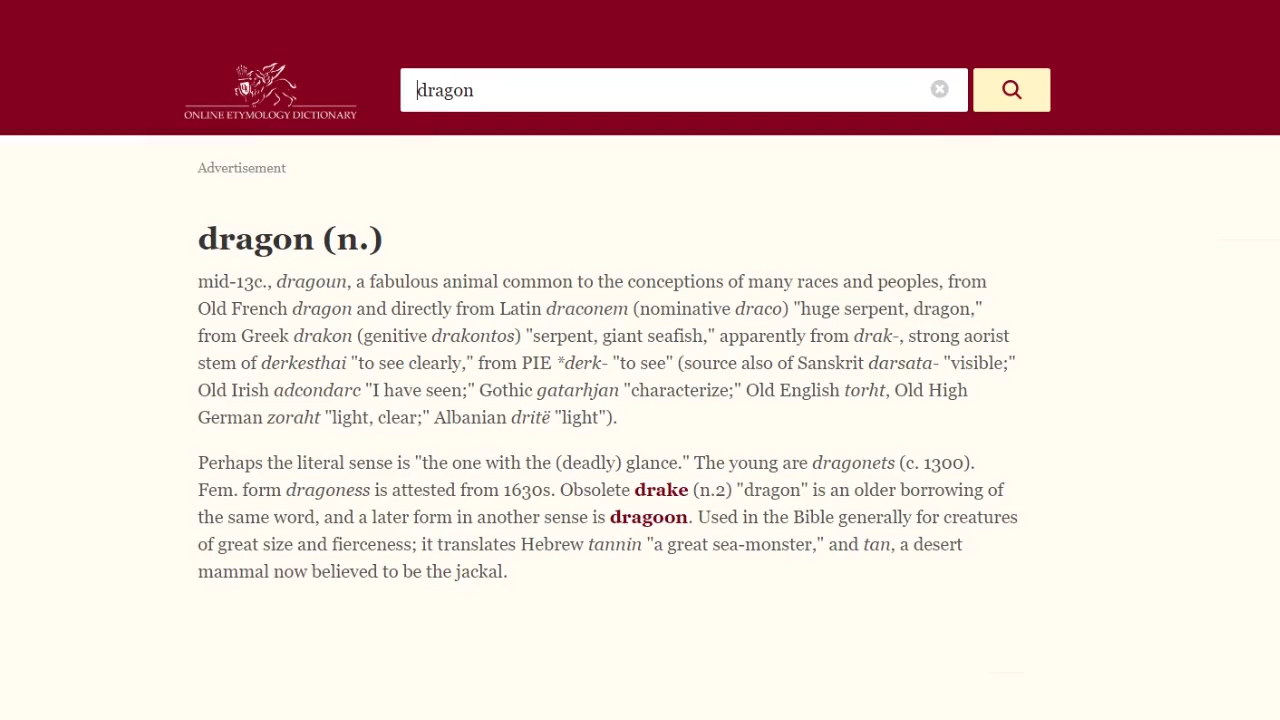 ONLINE ETYMOLOGY DICTIONARY
dragon
Advertisement
dragon (n.)
mid-13c., dragoun, a fabulous animal common to the conceptions of many races and peoples, from
Old French dragon and directly from Latin draconem (nominative draco) "huge serpent, dragon,"
from Greek drakon (genitive drakontos) "serpent, giant seafish," apparently from drak-, strong aorist
stem of derkesthai "to see clearly," from PIE *derk- "to see" (source also of Sanskrit darsata- "visible;"
Old Irish adcondarc "I have seen;" Gothic gatarhjan "characterize;" Old English torht, Old High
German zoraht "light, clear;" Albanian dritë "light").
Perhaps the literal sense is "the one with the (deadly) glance." The young are dragonets (c. 1300).
Fem. form dragoness is attested from 1630s. Obsolete drake (n.2) "dragon" is an older borrowing of
the same word, and a later form in another sense is dragoon. Used in the Bible generally for creatures
of great size and fierceness; it translates Hebrew tannin "a great sea-monster," and tan, a desert
mammal now believed to be the jackal.